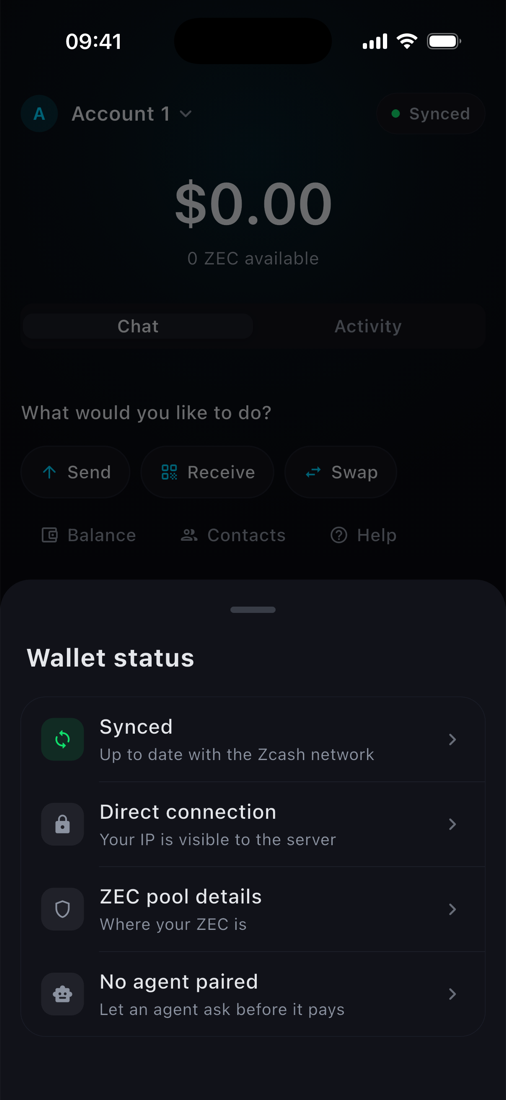 09:41
A
Account 1
Synced
$0.00
0 ZEC available
Chat
Activity
What would you like to do?
Send
Receive
Swap
Balance
Contacts
Help
Wallet status
Synced
Up to date with the Zcash network
Direct connection
Your IP is visible to the server
ZEC pool details
Where your ZEC is
No agent paired
Let an agent ask before it pays